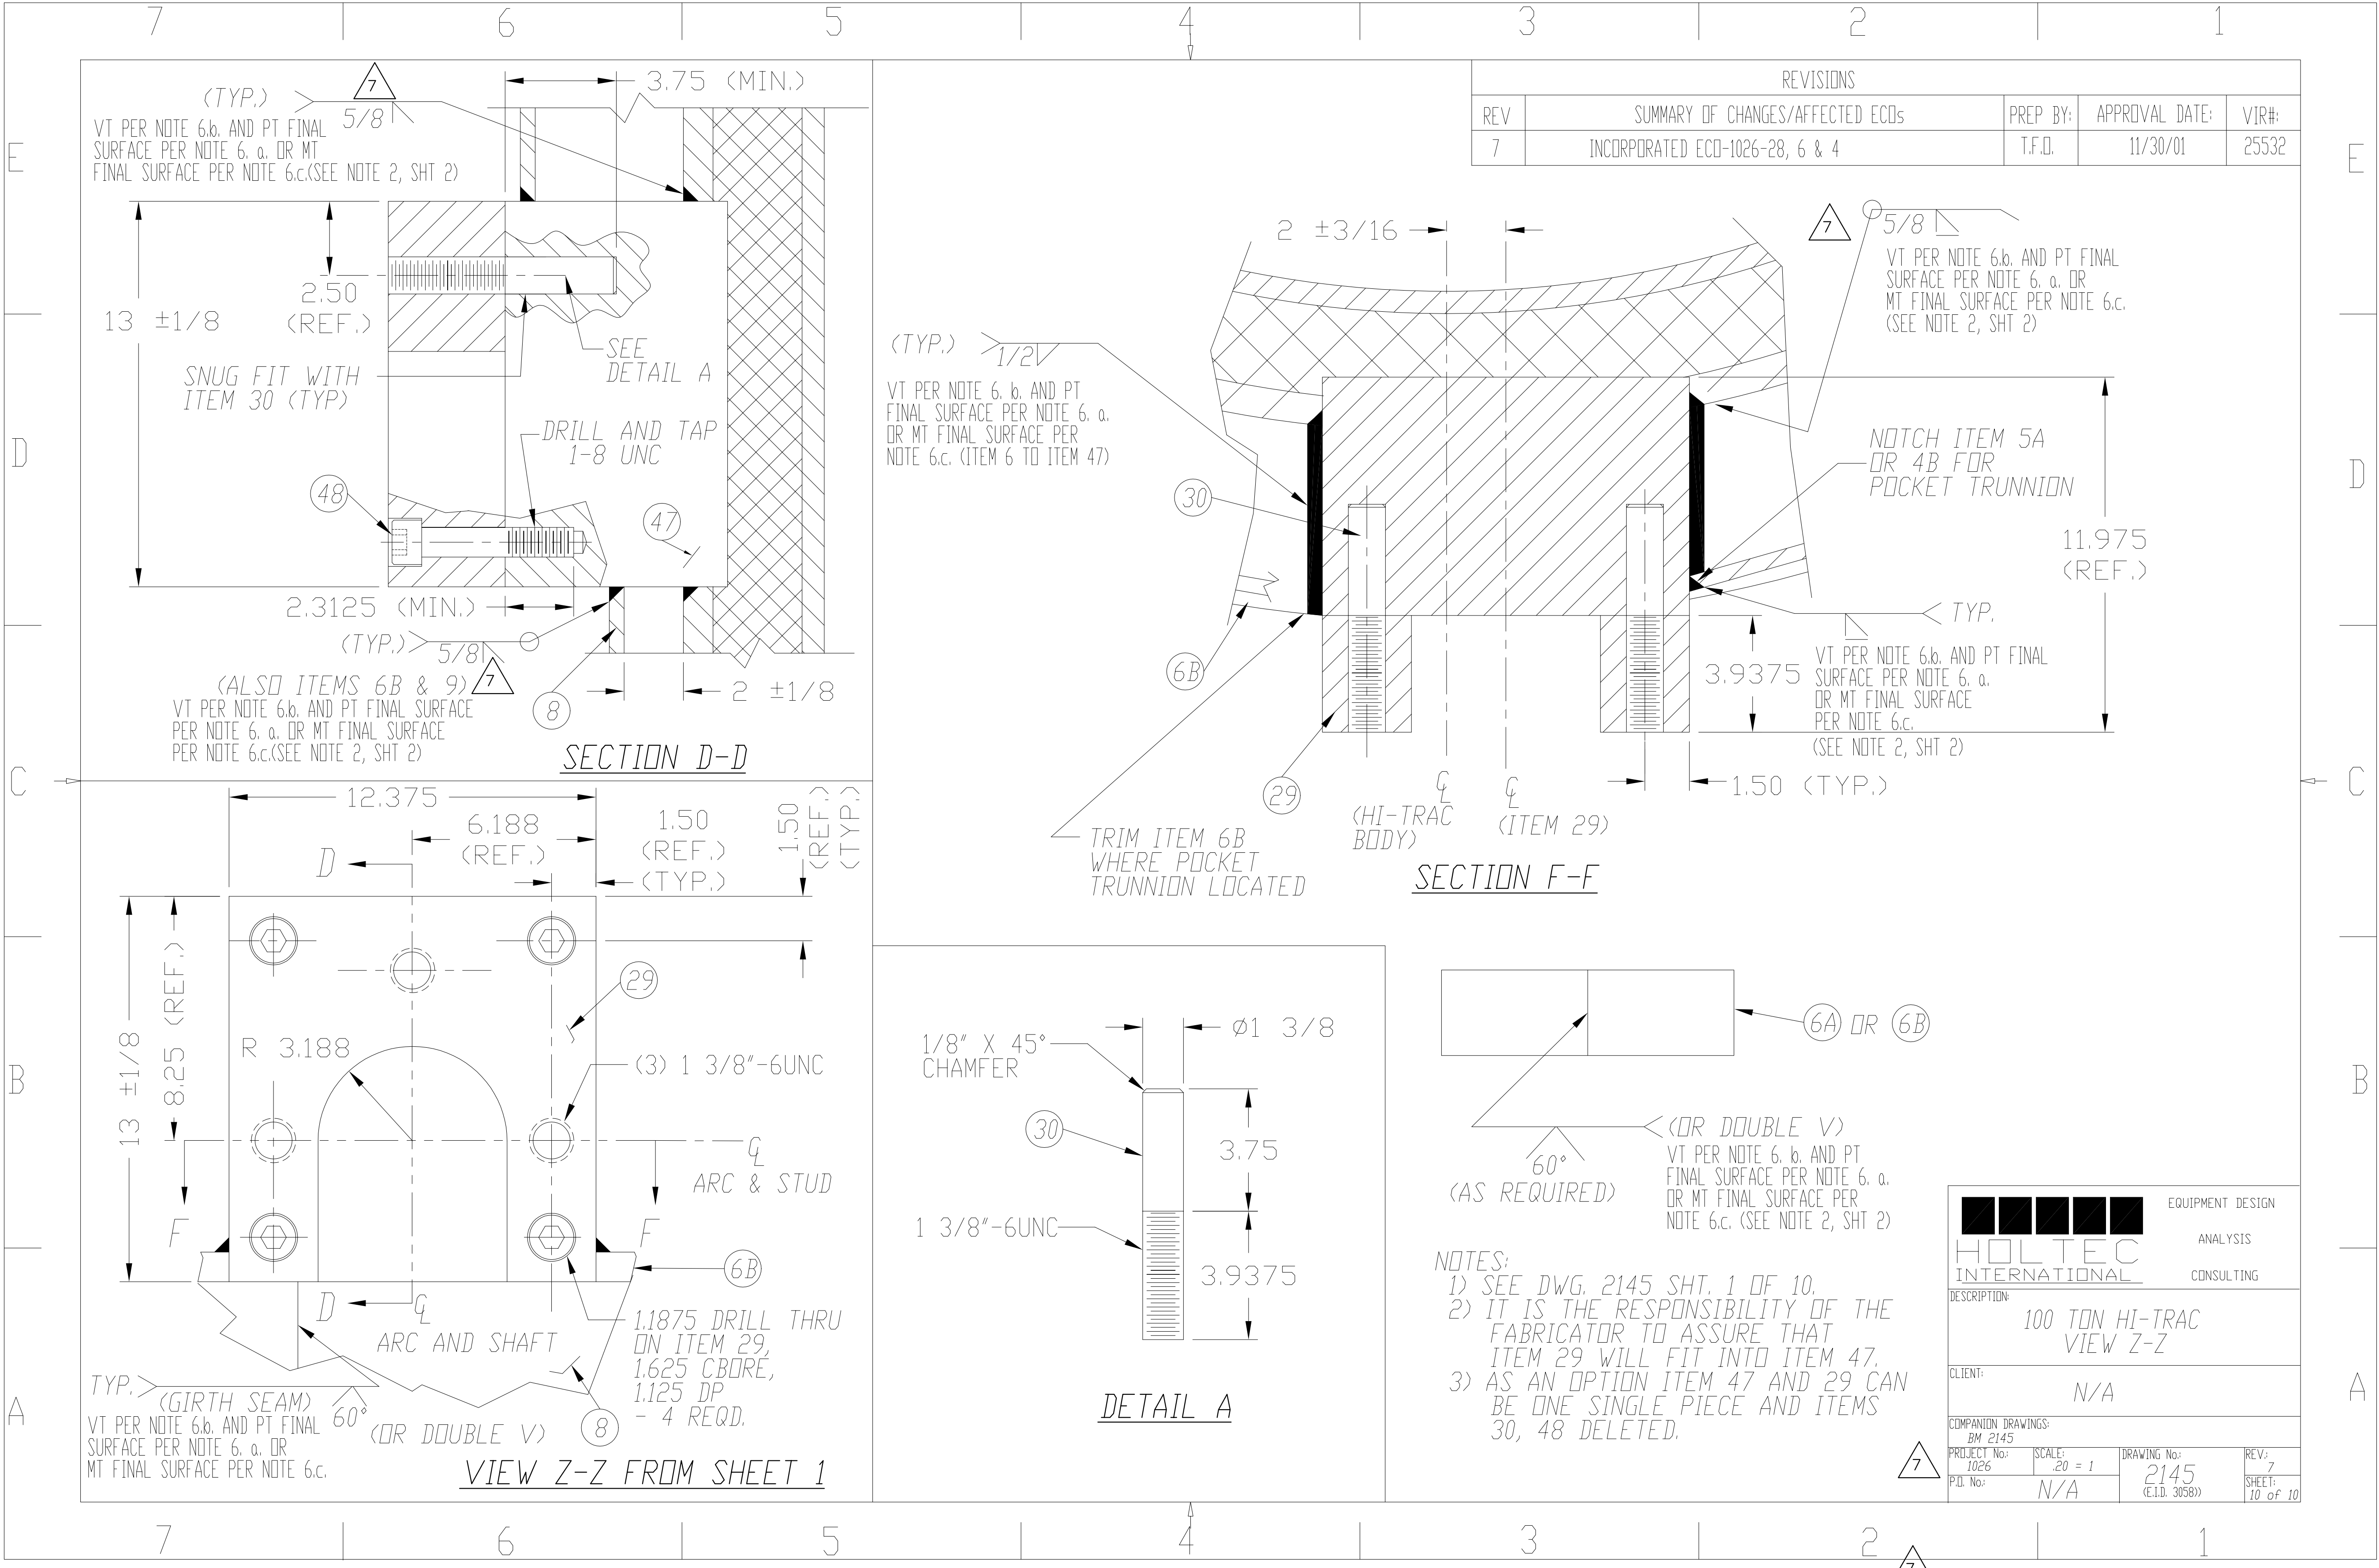 7 6 5 4 3 2 1
E
D
C
B
A
(TYP.)
7
5/8
VT PER NOTE 6.b. AND PT FINAL
SURFACE PER NOTE 6. a. OR MT
FINAL SURFACE PER NOTE 6.c.(SEE NOTE 2, SHT 2)
3.75 (MIN.)
13 ±1/8
2.50
(REF.)
SEE
DETAIL A
SNUG FIT WITH
ITEM 30 (TYP)
DRILL AND TAP
1-8 UNC
48
47
2.3125 (MIN.)
(TYP.)
5/8
7
(ALSO ITEMS 6B & 9)
VT PER NOTE 6.b. AND PT FINAL SURFACE
PER NOTE 6. a. OR MT FINAL SURFACE
PER NOTE 6.c.(SEE NOTE 2, SHT 2)
8
2 ±1/8
SECTION D-D
12.375
6.188
(REF.)
1.50
(REF.)
(TYP.)
1.50
(REF.)
(TYP.)
D
13 ±1/8
8.25 (REF.)
R 3.188
29
(3) 1 3/8"-6UNC
℄
ARC & STUD
F
F
6B
D
℄
ARC AND SHAFT
1.1875 DRILL THRU
ON ITEM 29,
1.625 CBORE,
1.125 DP
- 4 REQD.
TYP.
(GIRTH SEAM)
60°
(OR DOUBLE V)
VT PER NOTE 6.b. AND PT FINAL
SURFACE PER NOTE 6. a. OR
MT FINAL SURFACE PER NOTE 6.c.
8
VIEW Z-Z FROM SHEET 1
REVISIONS
REV SUMMARY OF CHANGES/AFFECTED ECOs PREP BY: APPROVAL DATE: VIR#:
7 INCORPORATED ECO-1026-28, 6 & 4 T.F.O. 11/30/01 25532
2 ±3/16
7
5/8
VT PER NOTE 6.b. AND PT FINAL
SURFACE PER NOTE 6. a. OR
MT FINAL SURFACE PER NOTE 6.c.
(SEE NOTE 2, SHT 2)
(TYP.)
1/2
VT PER NOTE 6. b. AND PT
FINAL SURFACE PER NOTE 6. a.
OR MT FINAL SURFACE PER
NOTE 6.c. (ITEM 6 TO ITEM 47)
30
NOTCH ITEM 5A
OR 4B FOR
POCKET TRUNNION
11.975
(REF.)
TYP.
6B
3.9375
VT PER NOTE 6.b. AND PT FINAL
SURFACE PER NOTE 6. a.
OR MT FINAL SURFACE
PER NOTE 6.c.
(SEE NOTE 2, SHT 2)
29
℄
(HI-TRAC
BODY)
℄
(ITEM 29)
1.50 (TYP.)
TRIM ITEM 6B
WHERE POCKET
TRUNNION LOCATED
SECTION F-F
1/8" X 45°
CHAMFER
Ø1 3/8
30
3.75
1 3/8"-6UNC
3.9375
DETAIL A
6A OR 6B
(OR DOUBLE V)
60°
(AS REQUIRED)
VT PER NOTE 6. b. AND PT
FINAL SURFACE PER NOTE 6. a.
OR MT FINAL SURFACE PER
NOTE 6.c. (SEE NOTE 2, SHT 2)
NOTES:
1) SEE DWG. 2145 SHT. 1 OF 10.
2) IT IS THE RESPONSIBILITY OF THE
FABRICATOR TO ASSURE THAT
ITEM 29 WILL FIT INTO ITEM 47.
3) AS AN OPTION ITEM 47 AND 29 CAN
BE ONE SINGLE PIECE AND ITEMS
30, 48 DELETED.
7
HOLTEC
INTERNATIONAL
EQUIPMENT DESIGN
ANALYSIS
CONSULTING
DESCRIPTION:
100 TON HI-TRAC
VIEW Z-Z
CLIENT:
N/A
COMPANION DRAWINGS:
BM 2145
PROJECT No.:
1026
SCALE:
.20 = 1
DRAWING No.:
2145
(E.I.D. 3058))
REV.:
7
P.O. No.:
N/A
SHEET:
10 of 10
E
D
C
B
A
7 6 5 4 3 2 1
7